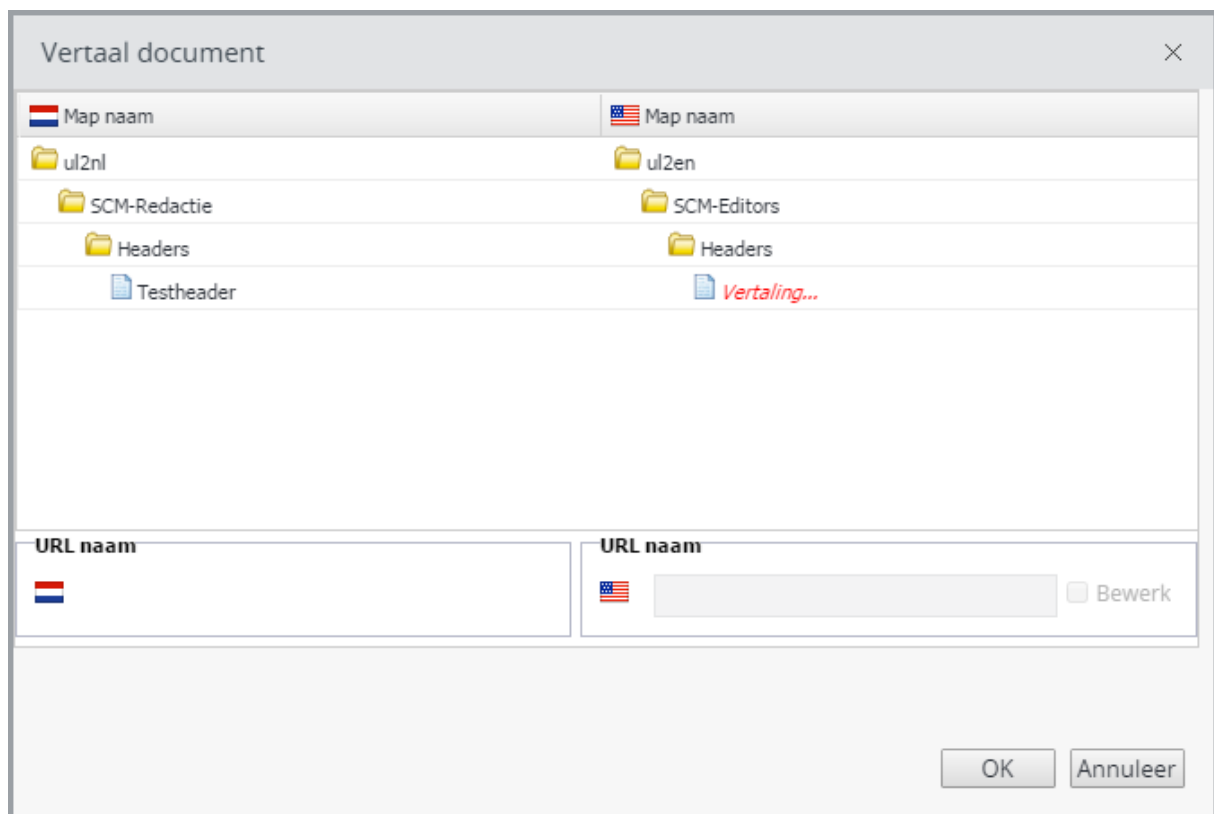 Vertaal document
Map naam Map naam
ul2nl ul2en
SCM-Redactie SCM-Editors
Headers Headers
Testheader Vertaling...
URL naam URL naam
Bewerk
OK Annuleer